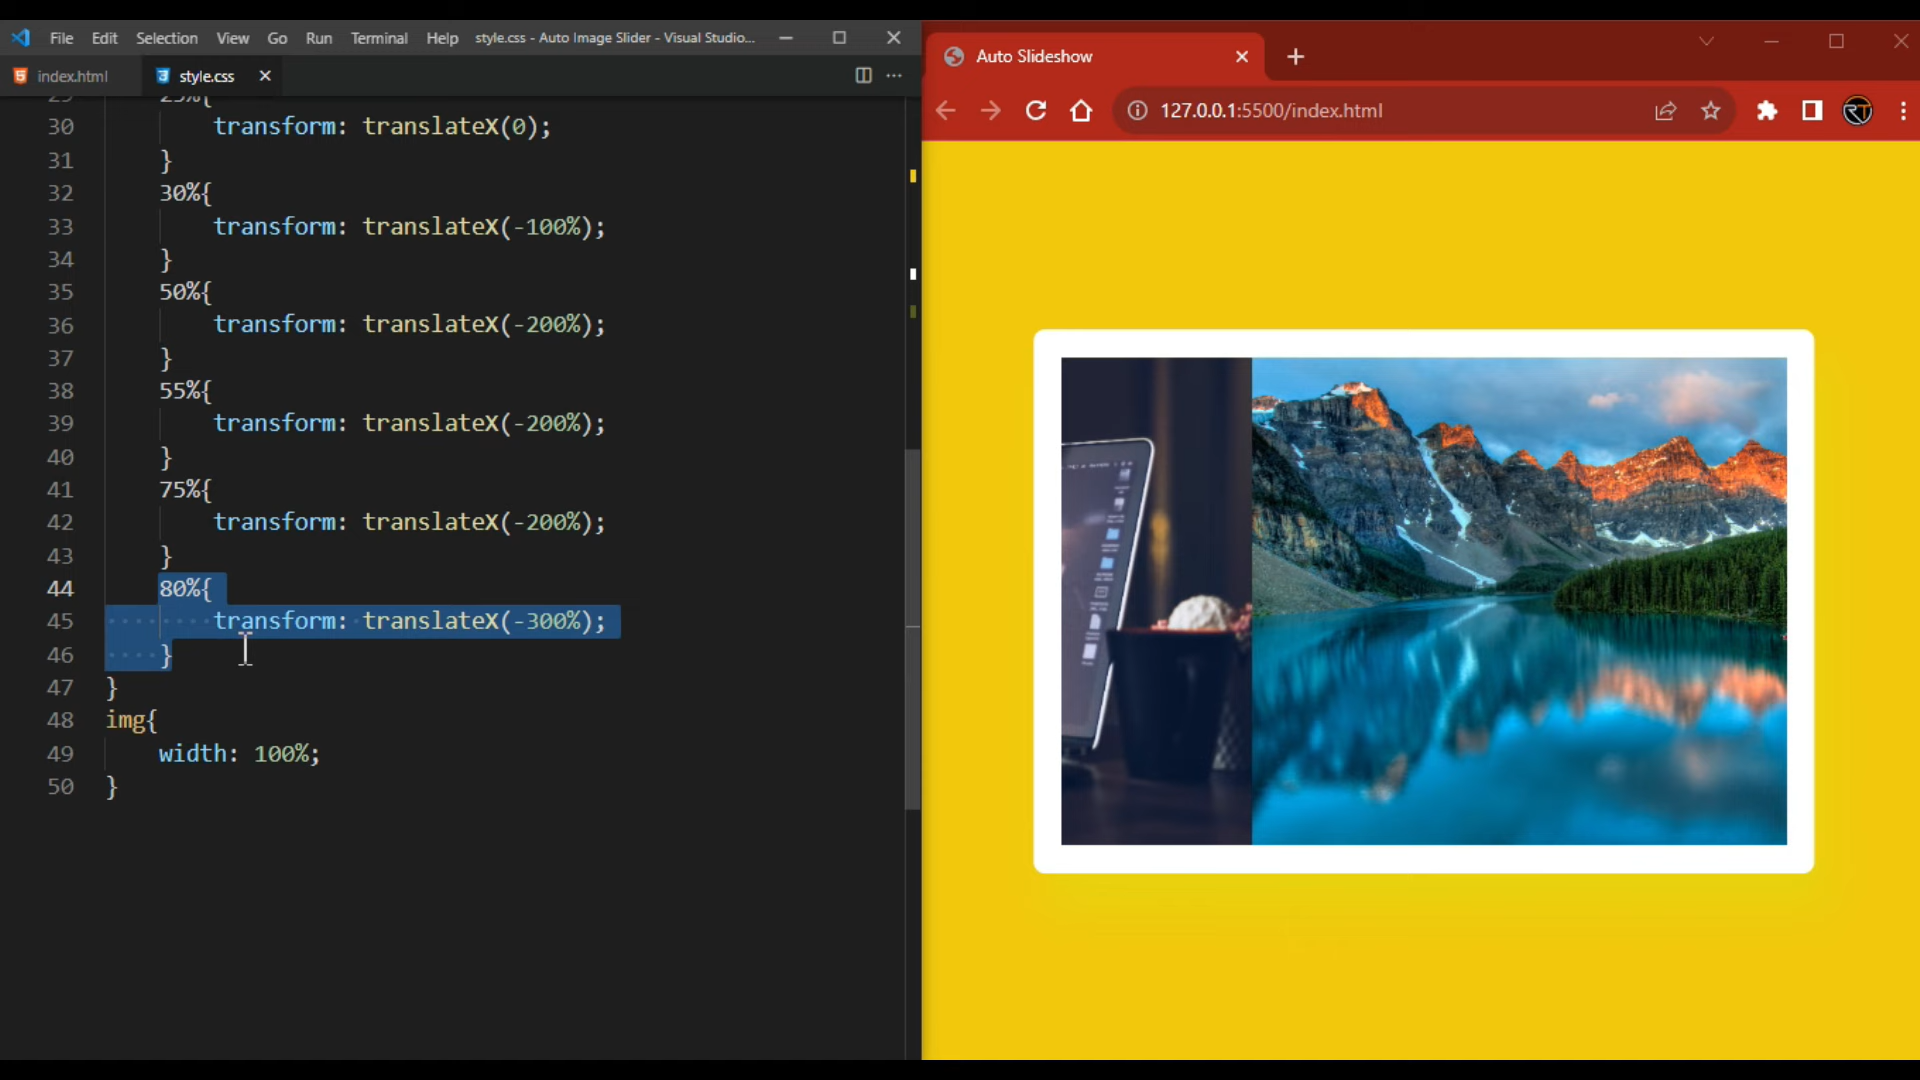 File Edit Selection View Go Run Terminal Help style.css - Auto Image Slider - Visual Studio...
index.html style.css
30 transform: translateX(0);
31 }
32 30%{
33 transform: translateX(-100%);
34 }
35 50%{
36 transform: translateX(-200%);
37 }
38 55%{
39 transform: translateX(-200%);
40 }
41 75%{
42 transform: translateX(-200%);
43 }
44 80%{
45 transform: translateX(-300%);
46 }
47 }
48 img{
49 width: 100%;
50 }
Auto Slideshow
127.0.0.1:5500/index.html
RT